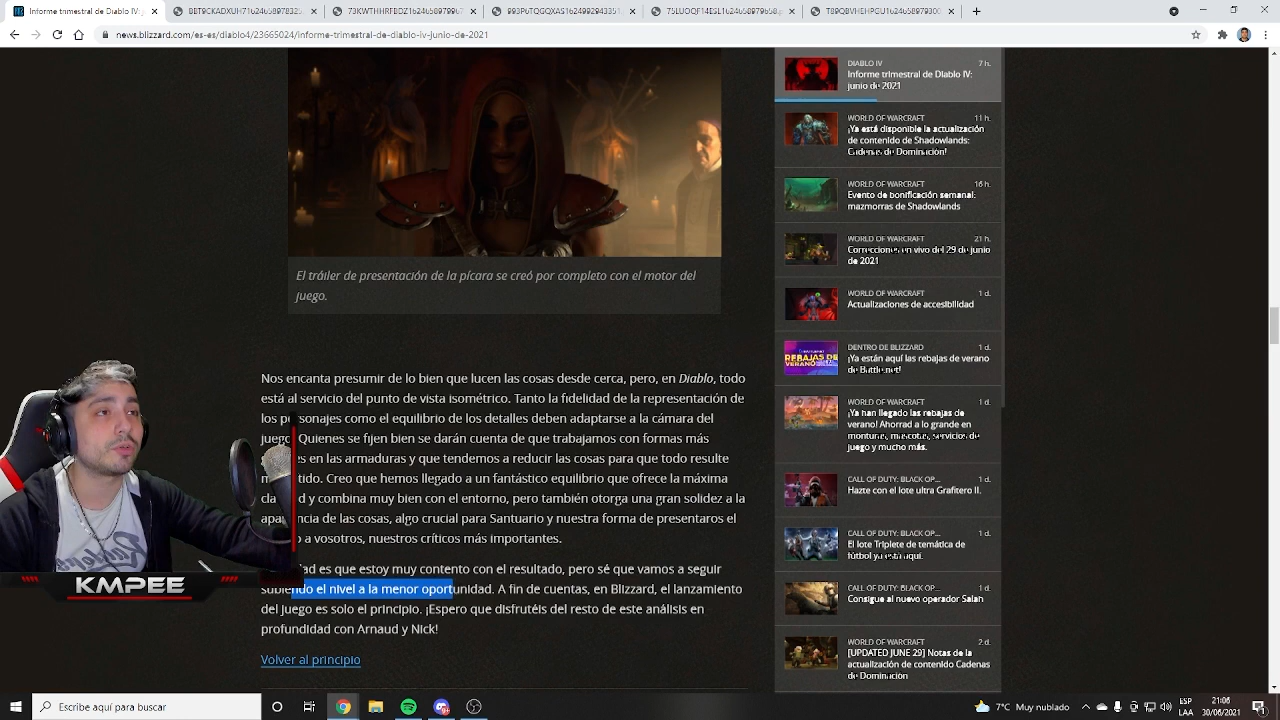 Informe trimestral de D
news.blizzard.com/es-es/diablo4/23665024/informe-trimestral-de-diablo-iv-junio-de-2021
El tráiler de presentación de la pícara se creó por completo con el motor del
juego.
Nos encanta presumir de lo bien que lucen las cosas desde cerca, pero, en Diablo, todo
está al servicio del punto de vista isométrico. Tanto la fidelidad de la representación de
los personajes como el equilibrio de los detalles deben adaptarse a la cámara del
juego. Quienes se fijen bien se darán cuenta de que trabajamos con formas más
es en las armaduras y que tendemos a reducir las cosas para que todo resulte
tido. Creo que hemos llegado a un fantástico equilibrio que ofrece la máxima
d y combina muy bien con el entorno, pero también otorga una gran solidez a la
apariencia de las cosas, algo crucial para Santuario y nuestra forma de presentaros el
o a vosotros, nuestros críticos más importantes.
ad es que estoy muy contento con el resultado, pero sé que vamos a seguir
subiendo el nivel a la menor oportunidad. A fin de cuentas, en Blizzard, el lanzamiento
del juego es solo el principio. ¡Espero que disfrutéis del resto de este análisis en
profundidad con Arnaud y Nick!
Volver al principio
KMPEE
DIABLO IV 7 h.
Informe trimestral de Diablo IV:
junio de 2021
WORLD OF WARCRAFT 11 h.
¡Ya está disponible la actualización
de contenido de Shadowlands:
Cadenas de Dominación!
WORLD OF WARCRAFT 16 h.
Evento de bonificación semanal:
mazmorras de Shadowlands
WORLD OF WARCRAFT 21 h.
Correcciones en vivo del 29 de junio
de 2021
WORLD OF WARCRAFT 1 d.
Actualizaciones de accesibilidad
REBAJAS DE
VERANO
DENTRO DE BLIZZARD 1 d.
¡Ya están aquí las rebajas de verano
de Battle.net!
WORLD OF WARCRAFT 1 d.
¡Ya han llegado las rebajas de
verano! Ahorrad a lo grande en
monturas, mascotas, servicios de
juego y mucho más.
CALL OF DUTY: BLACK OP... 1 d.
Hazte con el lote ultra Grafitero II.
CALL OF DUTY: BLACK OP... 1 d.
El lote Triplete de temática de
fútbol ya está aquí.
CALL OF DUTY: BLACK OP... 1 d.
Consigue al nuevo operador Salah
WORLD OF WARCRAFT 2 d.
[UPDATED JUNE 29] Notas de la
actualización de contenido Cadenas
de Dominación
Escribe aquí para buscar
7°C Muy nublado
ESP
LAA
21:06
30/06/2021